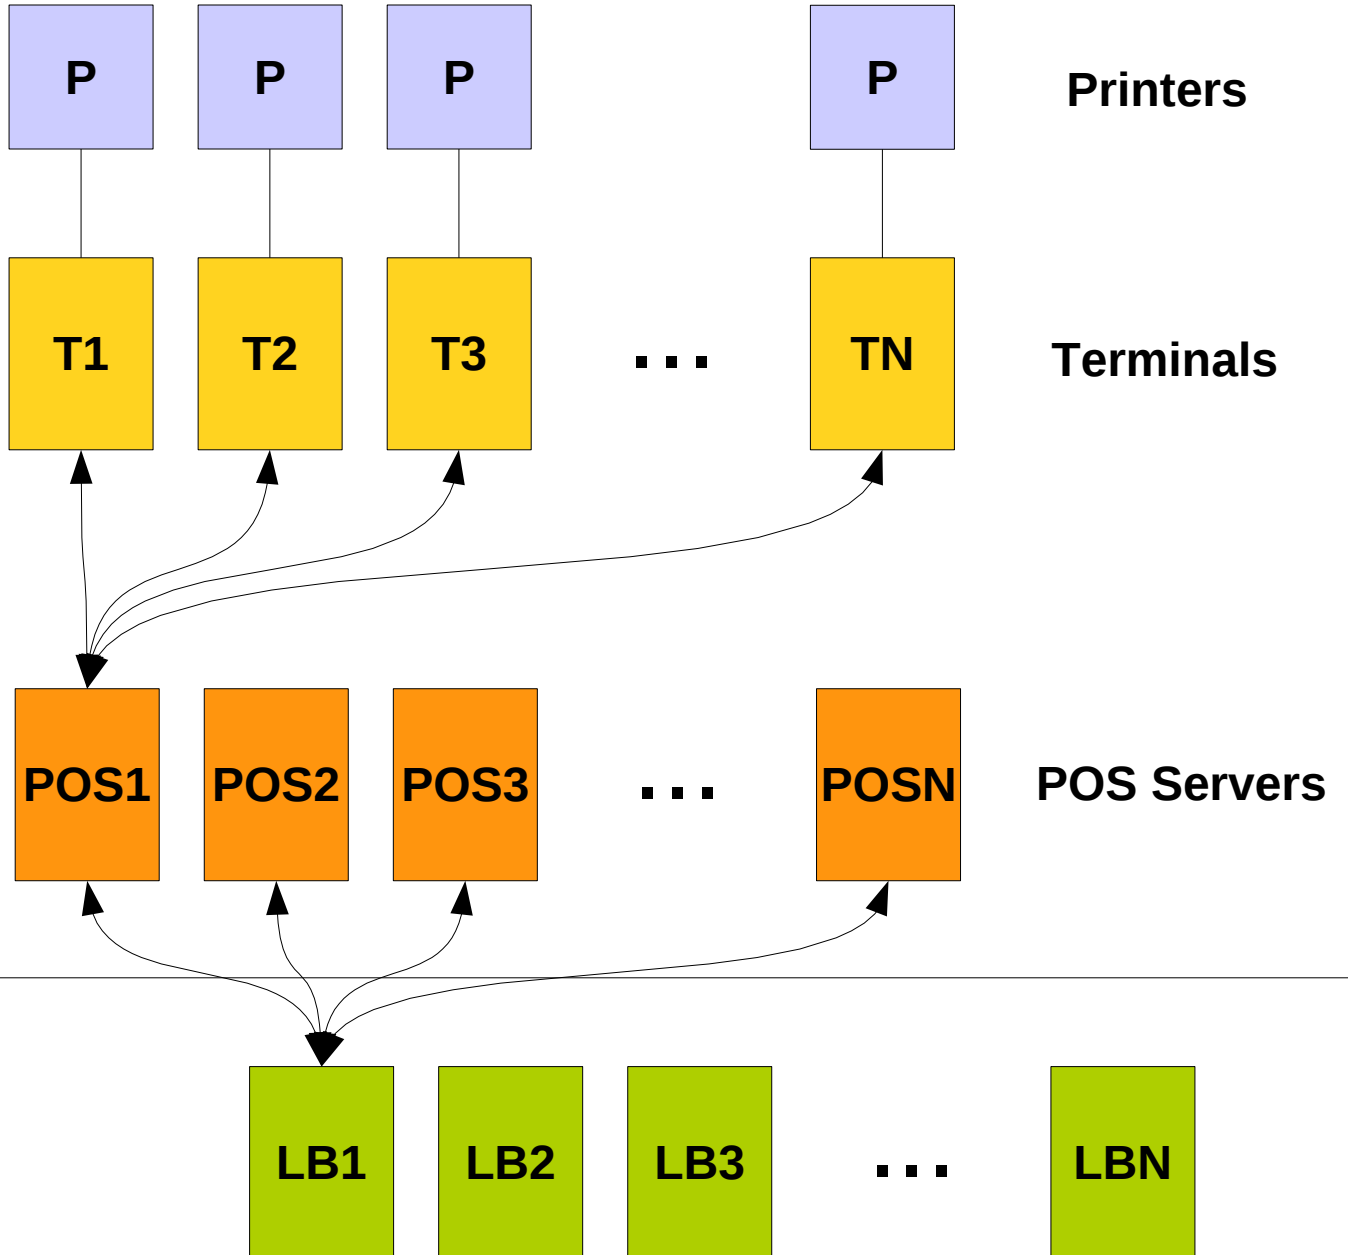 P P P P Printers
T1 T2 T3 ... TN Terminals
POS1 POS2 POS3 ... POSN POS Servers
LB1 LB2 LB3 ... LBN